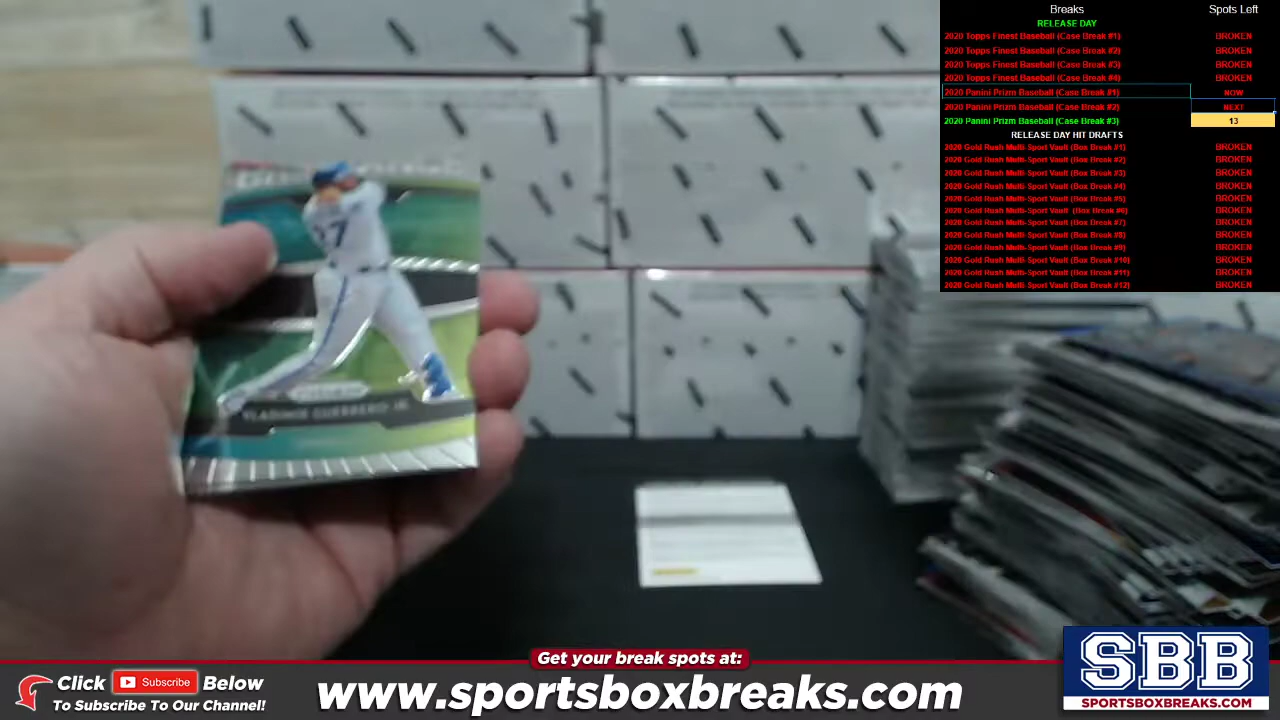 Breaks Spots Left
RELEASE DAY
2020 Topps Finest Baseball (Case Break #1) BROKEN
2020 Topps Finest Baseball (Case Break #2) BROKEN
2020 Topps Finest Baseball (Case Break #3) BROKEN
2020 Topps Finest Baseball (Case Break #4) BROKEN
2020 Panini Prizm Baseball (Case Break #1) NOW
2020 Panini Prizm Baseball (Case Break #2) NEXT
2020 Panini Prizm Baseball (Case Break #3) 13
RELEASE DAY HIT DRAFTS
2020 Gold Rush Multi-Sport Vault (Box Break #1) BROKEN
2020 Gold Rush Multi-Sport Vault (Box Break #2) BROKEN
2020 Gold Rush Multi-Sport Vault (Box Break #3) BROKEN
2020 Gold Rush Multi-Sport Vault (Box Break #4) BROKEN
2020 Gold Rush Multi-Sport Vault (Box Break #5) BROKEN
2020 Gold Rush Multi-Sport Vault (Box Break #6) BROKEN
2020 Gold Rush Multi-Sport Vault (Box Break #7) BROKEN
2020 Gold Rush Multi-Sport Vault (Box Break #8) BROKEN
2020 Gold Rush Multi-Sport Vault (Box Break #9) BROKEN
2020 Gold Rush Multi-Sport Vault (Box Break #10) BROKEN
2020 Gold Rush Multi-Sport Vault (Box Break #11) BROKEN
2020 Gold Rush Multi-Sport Vault (Box Break #12) BROKEN
PRIZM
VLADIMIR GUERRERO JR.
Get your break spots at:
Click Subscribe Below
To Subscribe To Our Channel!
www.sportsboxbreaks.com
SBB
SPORTSBOXBREAKS.COM